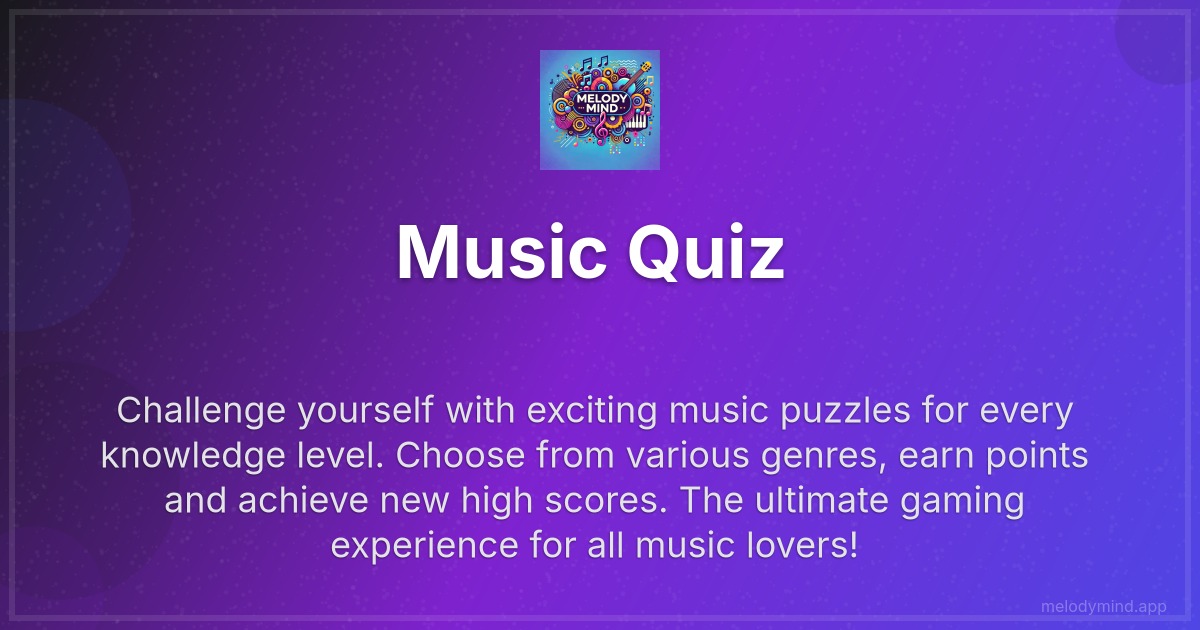 MELODY
MIND
Music Quiz
Challenge yourself with exciting music puzzles for every
knowledge level. Choose from various genres, earn points
and achieve new high scores. The ultimate gaming
experience for all music lovers!
melodymind.app